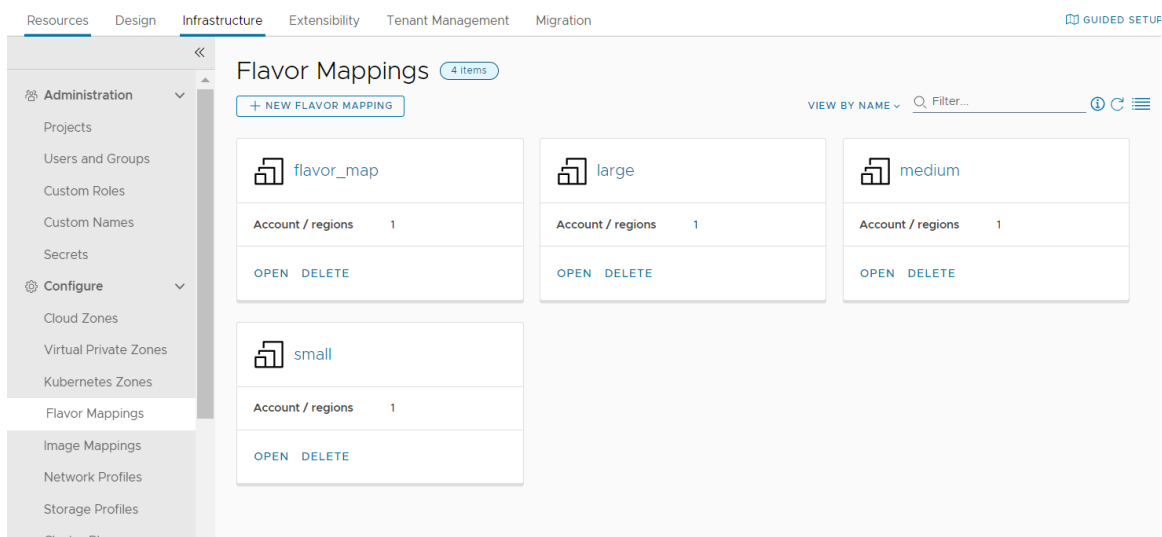 Resources Design Infrastructure Extensibility Tenant Management Migration GUIDED SETUP
Administration
Projects
Users and Groups
Custom Roles
Custom Names
Secrets
Configure
Cloud Zones
Virtual Private Zones
Kubernetes Zones
Flavor Mappings
Image Mappings
Network Profiles
Storage Profiles
Flavor Mappings 4 items
+ NEW FLAVOR MAPPING VIEW BY NAME Filter...
flavor_map
Account / regions 1
OPEN DELETE
large
Account / regions 1
OPEN DELETE
medium
Account / regions 1
OPEN DELETE
small
Account / regions 1
OPEN DELETE